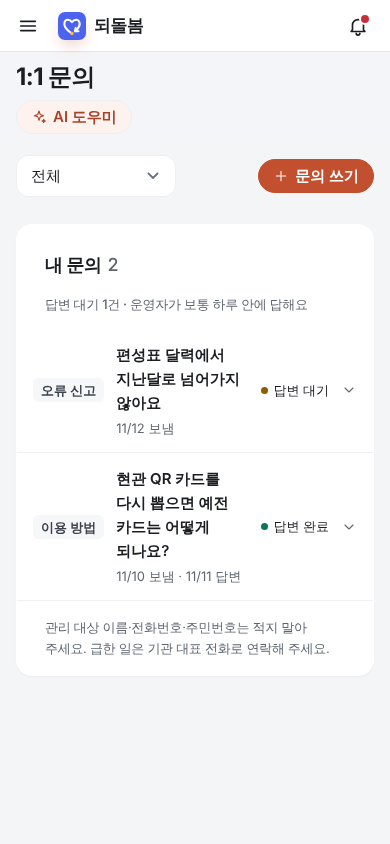 되돌봄
1:1 문의
AI 도우미
전체
문의 쓰기
내 문의 2
답변 대기 1건 · 운영자가 보통 하루 안에 답해요
오류 신고
편성표 달력에서
지난달로 넘어가지
않아요
11/12 보냄
답변 대기
이용 방법
현관 QR 카드를
다시 뽑으면 예전
카드는 어떻게
되나요?
11/10 보냄 · 11/11 답변
답변 완료
관리 대상 이름·전화번호·주민번호는 적지 말아
주세요. 급한 일은 기관 대표 전화로 연락해 주세요.